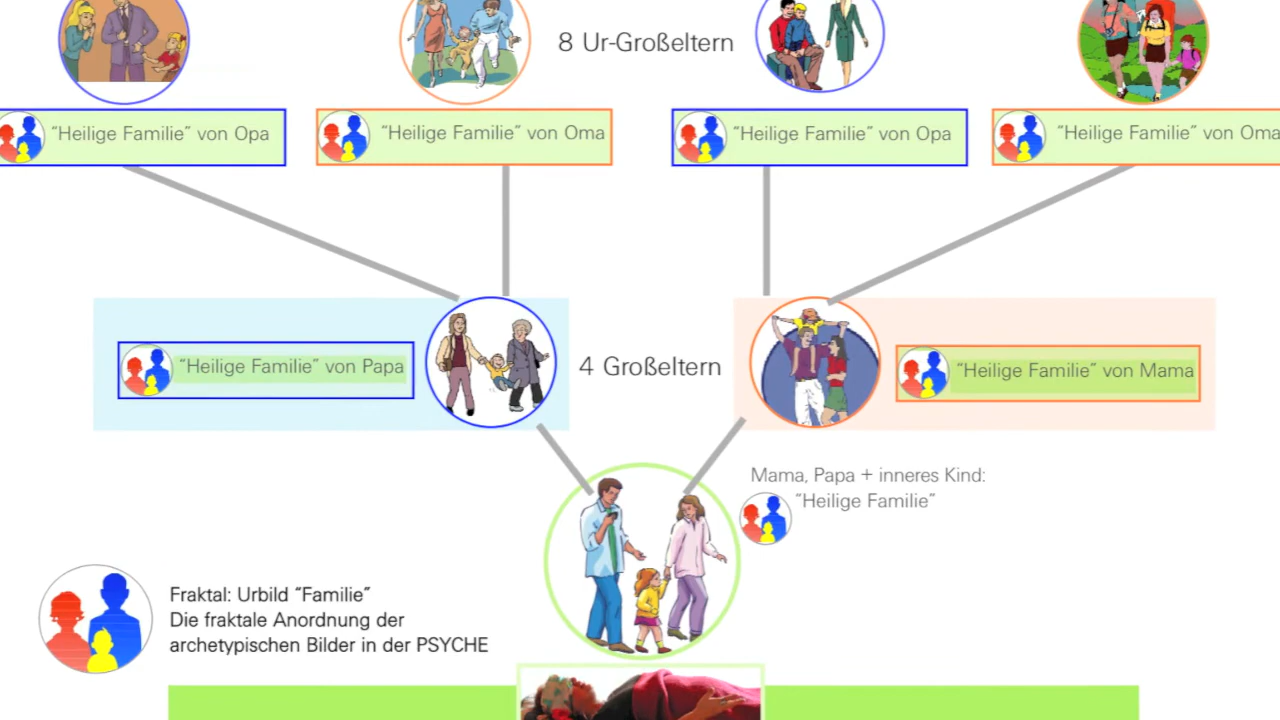 8 Ur-Großeltern
“Heilige Familie” von Opa
“Heilige Familie” von Oma
“Heilige Familie” von Opa
“Heilige Familie” von Oma
“Heilige Familie” von Papa
4 Großeltern
“Heilige Familie” von Mama
Mama, Papa + inneres Kind:
“Heilige Familie”
Fraktal: Urbild “Familie”
Die fraktale Anordnung der
archetypischen Bilder in der PSYCHE